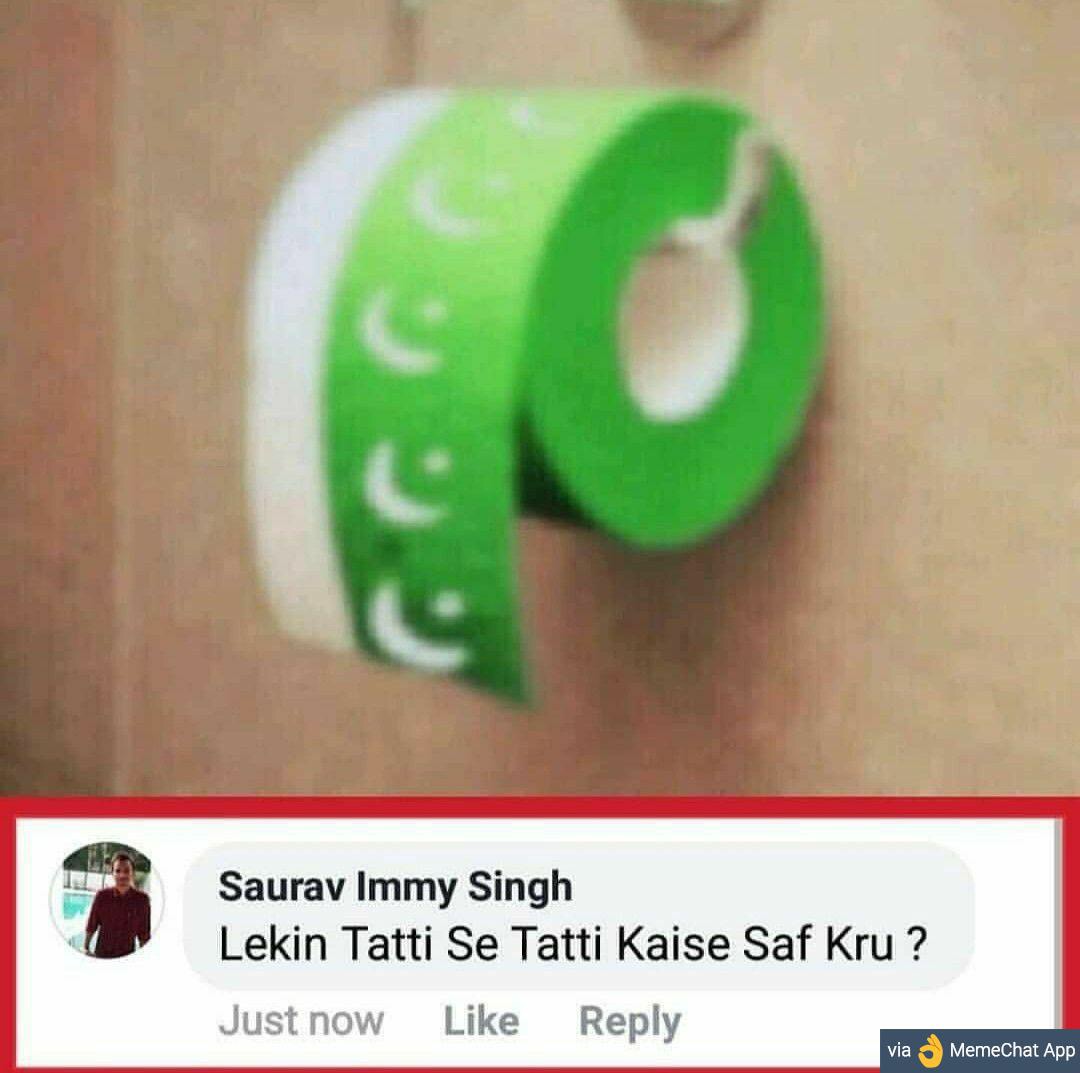 Saurav Immy Singh
Lekin Tatti Se Tatti Kaise Saf Kru ?
Just now Like Reply
via 👌 MemeChat App